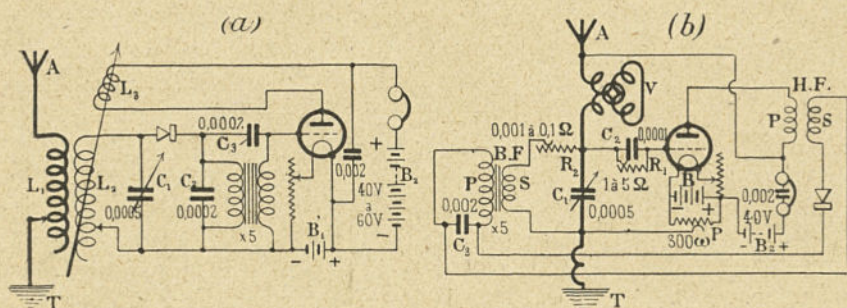 (a)
A
L₃
0,0002
C₃
L₁
L₂
C₁
C₂
0,0005
0,0002
x5
0,002
+
B₂
40V
à
60V
-
B₁
- +
T
(b)
A
V
H.F.
P S
0,001 à 0,1 Ω
C₂
0,0001
B.F
R₂
R₁
P S
1 à 5 Ω
C₁
0,0005
0,002
C₃
x5
B
- +
P
300ω
0,002
40V
- B₂ +
T